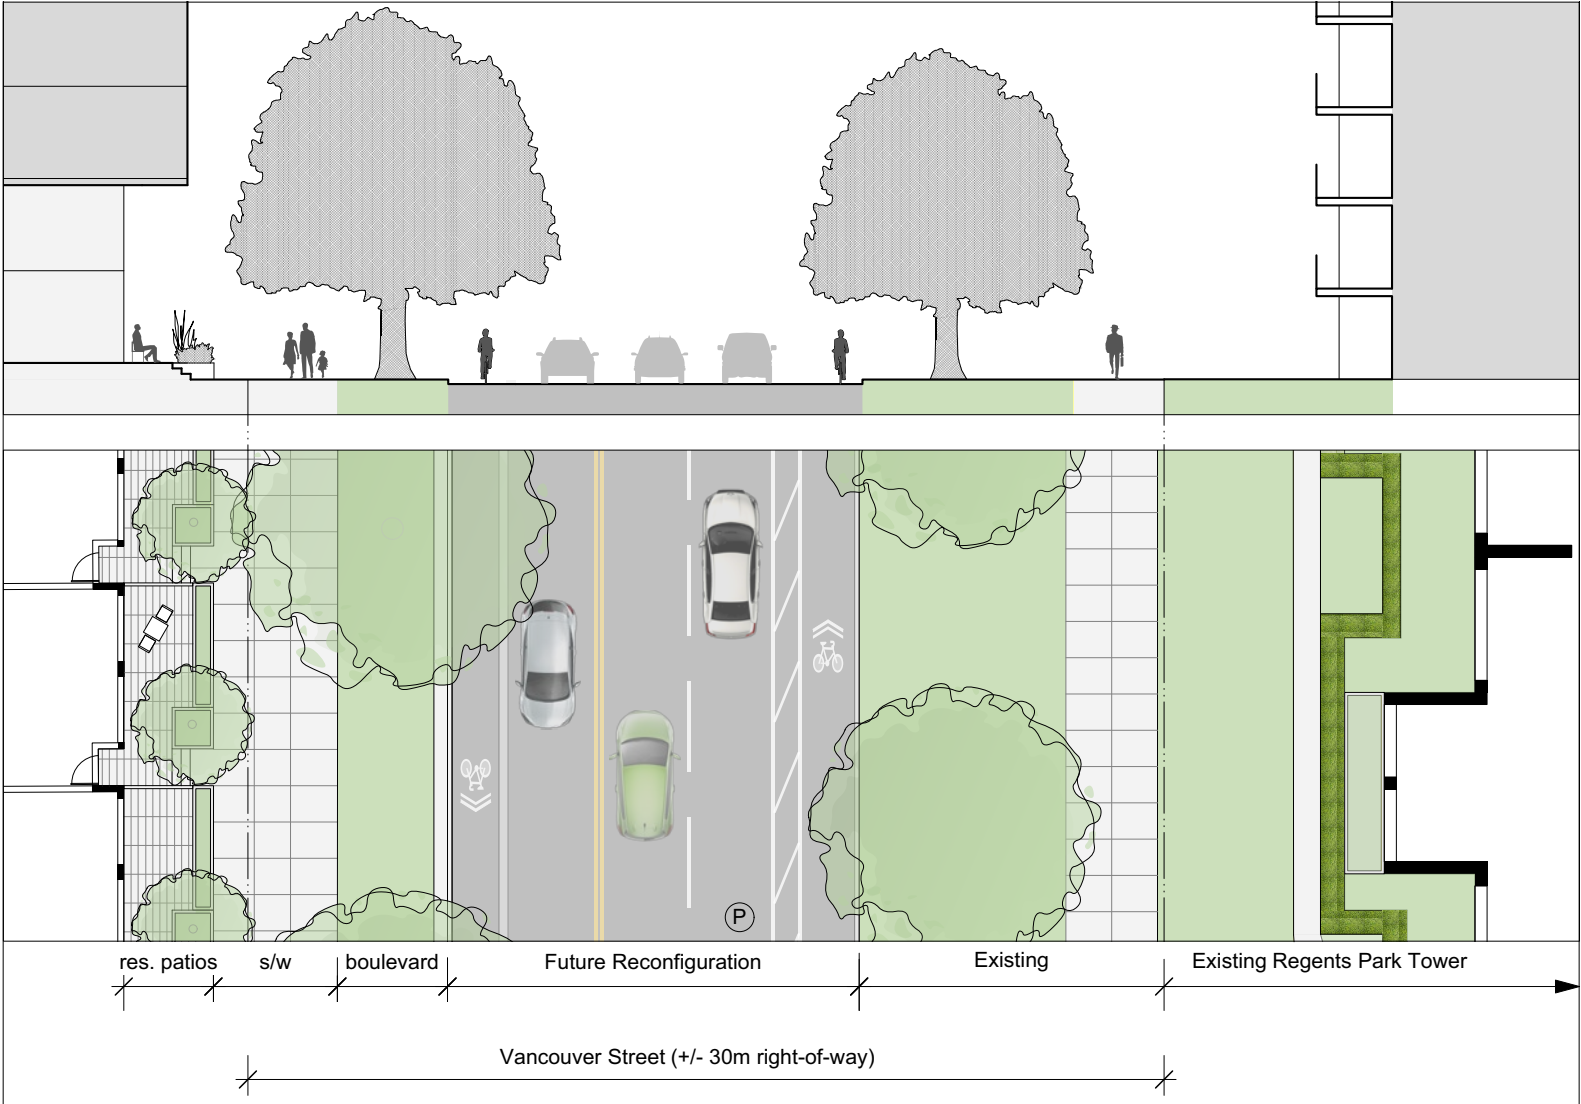 P
res. patios
s/w
boulevard
Future Reconfiguration
Existing
Existing Regents Park Tower
Vancouver Street (+/- 30m right-of-way)